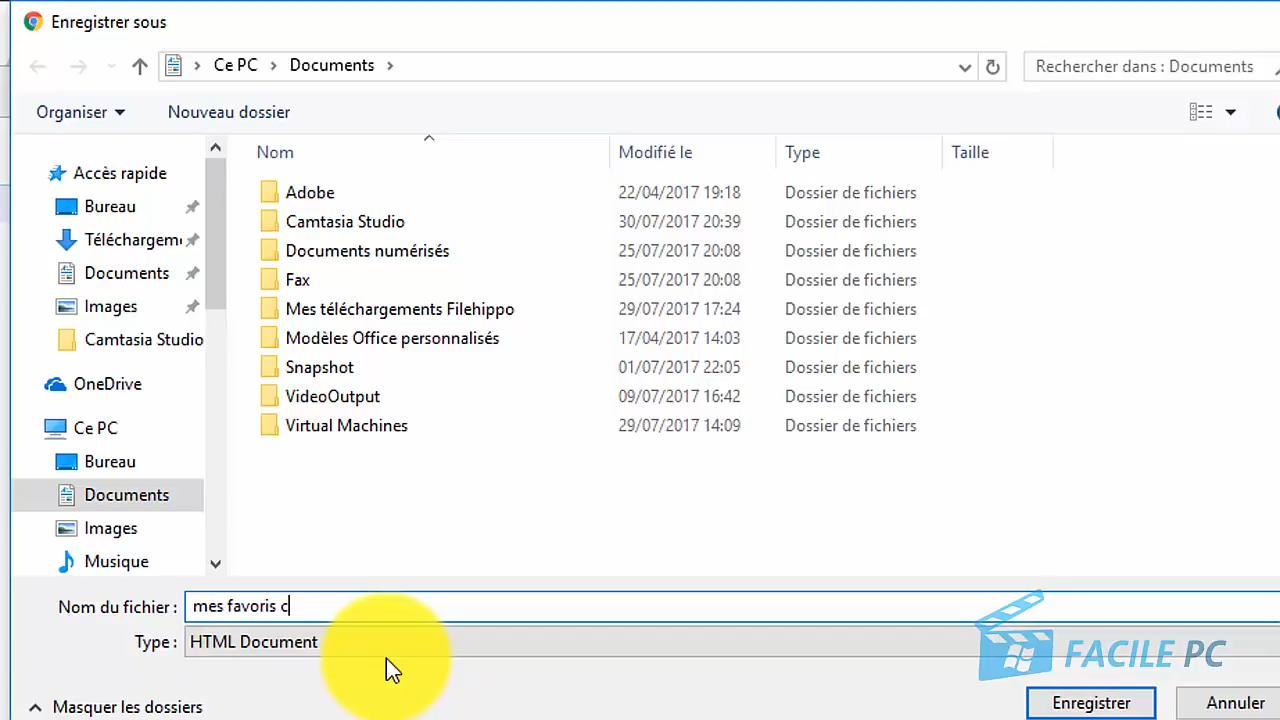 Enregistrer sous
Ce PC > Documents >
Rechercher dans : Documents
Organiser
Nouveau dossier
Nom Modifié le Type Taille
Accès rapide
Bureau
Téléchargem
Documents
Images
Camtasia Studio
OneDrive
Ce PC
Bureau
Documents
Images
Musique
Adobe 22/04/2017 19:18 Dossier de fichiers
Camtasia Studio 30/07/2017 20:39 Dossier de fichiers
Documents numérisés 25/07/2017 20:08 Dossier de fichiers
Fax 25/07/2017 20:08 Dossier de fichiers
Mes téléchargements Filehippo 29/07/2017 17:24 Dossier de fichiers
Modèles Office personnalisés 17/04/2017 14:03 Dossier de fichiers
Snapshot 01/07/2017 22:05 Dossier de fichiers
VideoOutput 09/07/2017 16:42 Dossier de fichiers
Virtual Machines 29/07/2017 14:09 Dossier de fichiers
Nom du fichier : mes favoris c
Type : HTML Document
FACILE PC
Masquer les dossiers
Enregistrer
Annuler